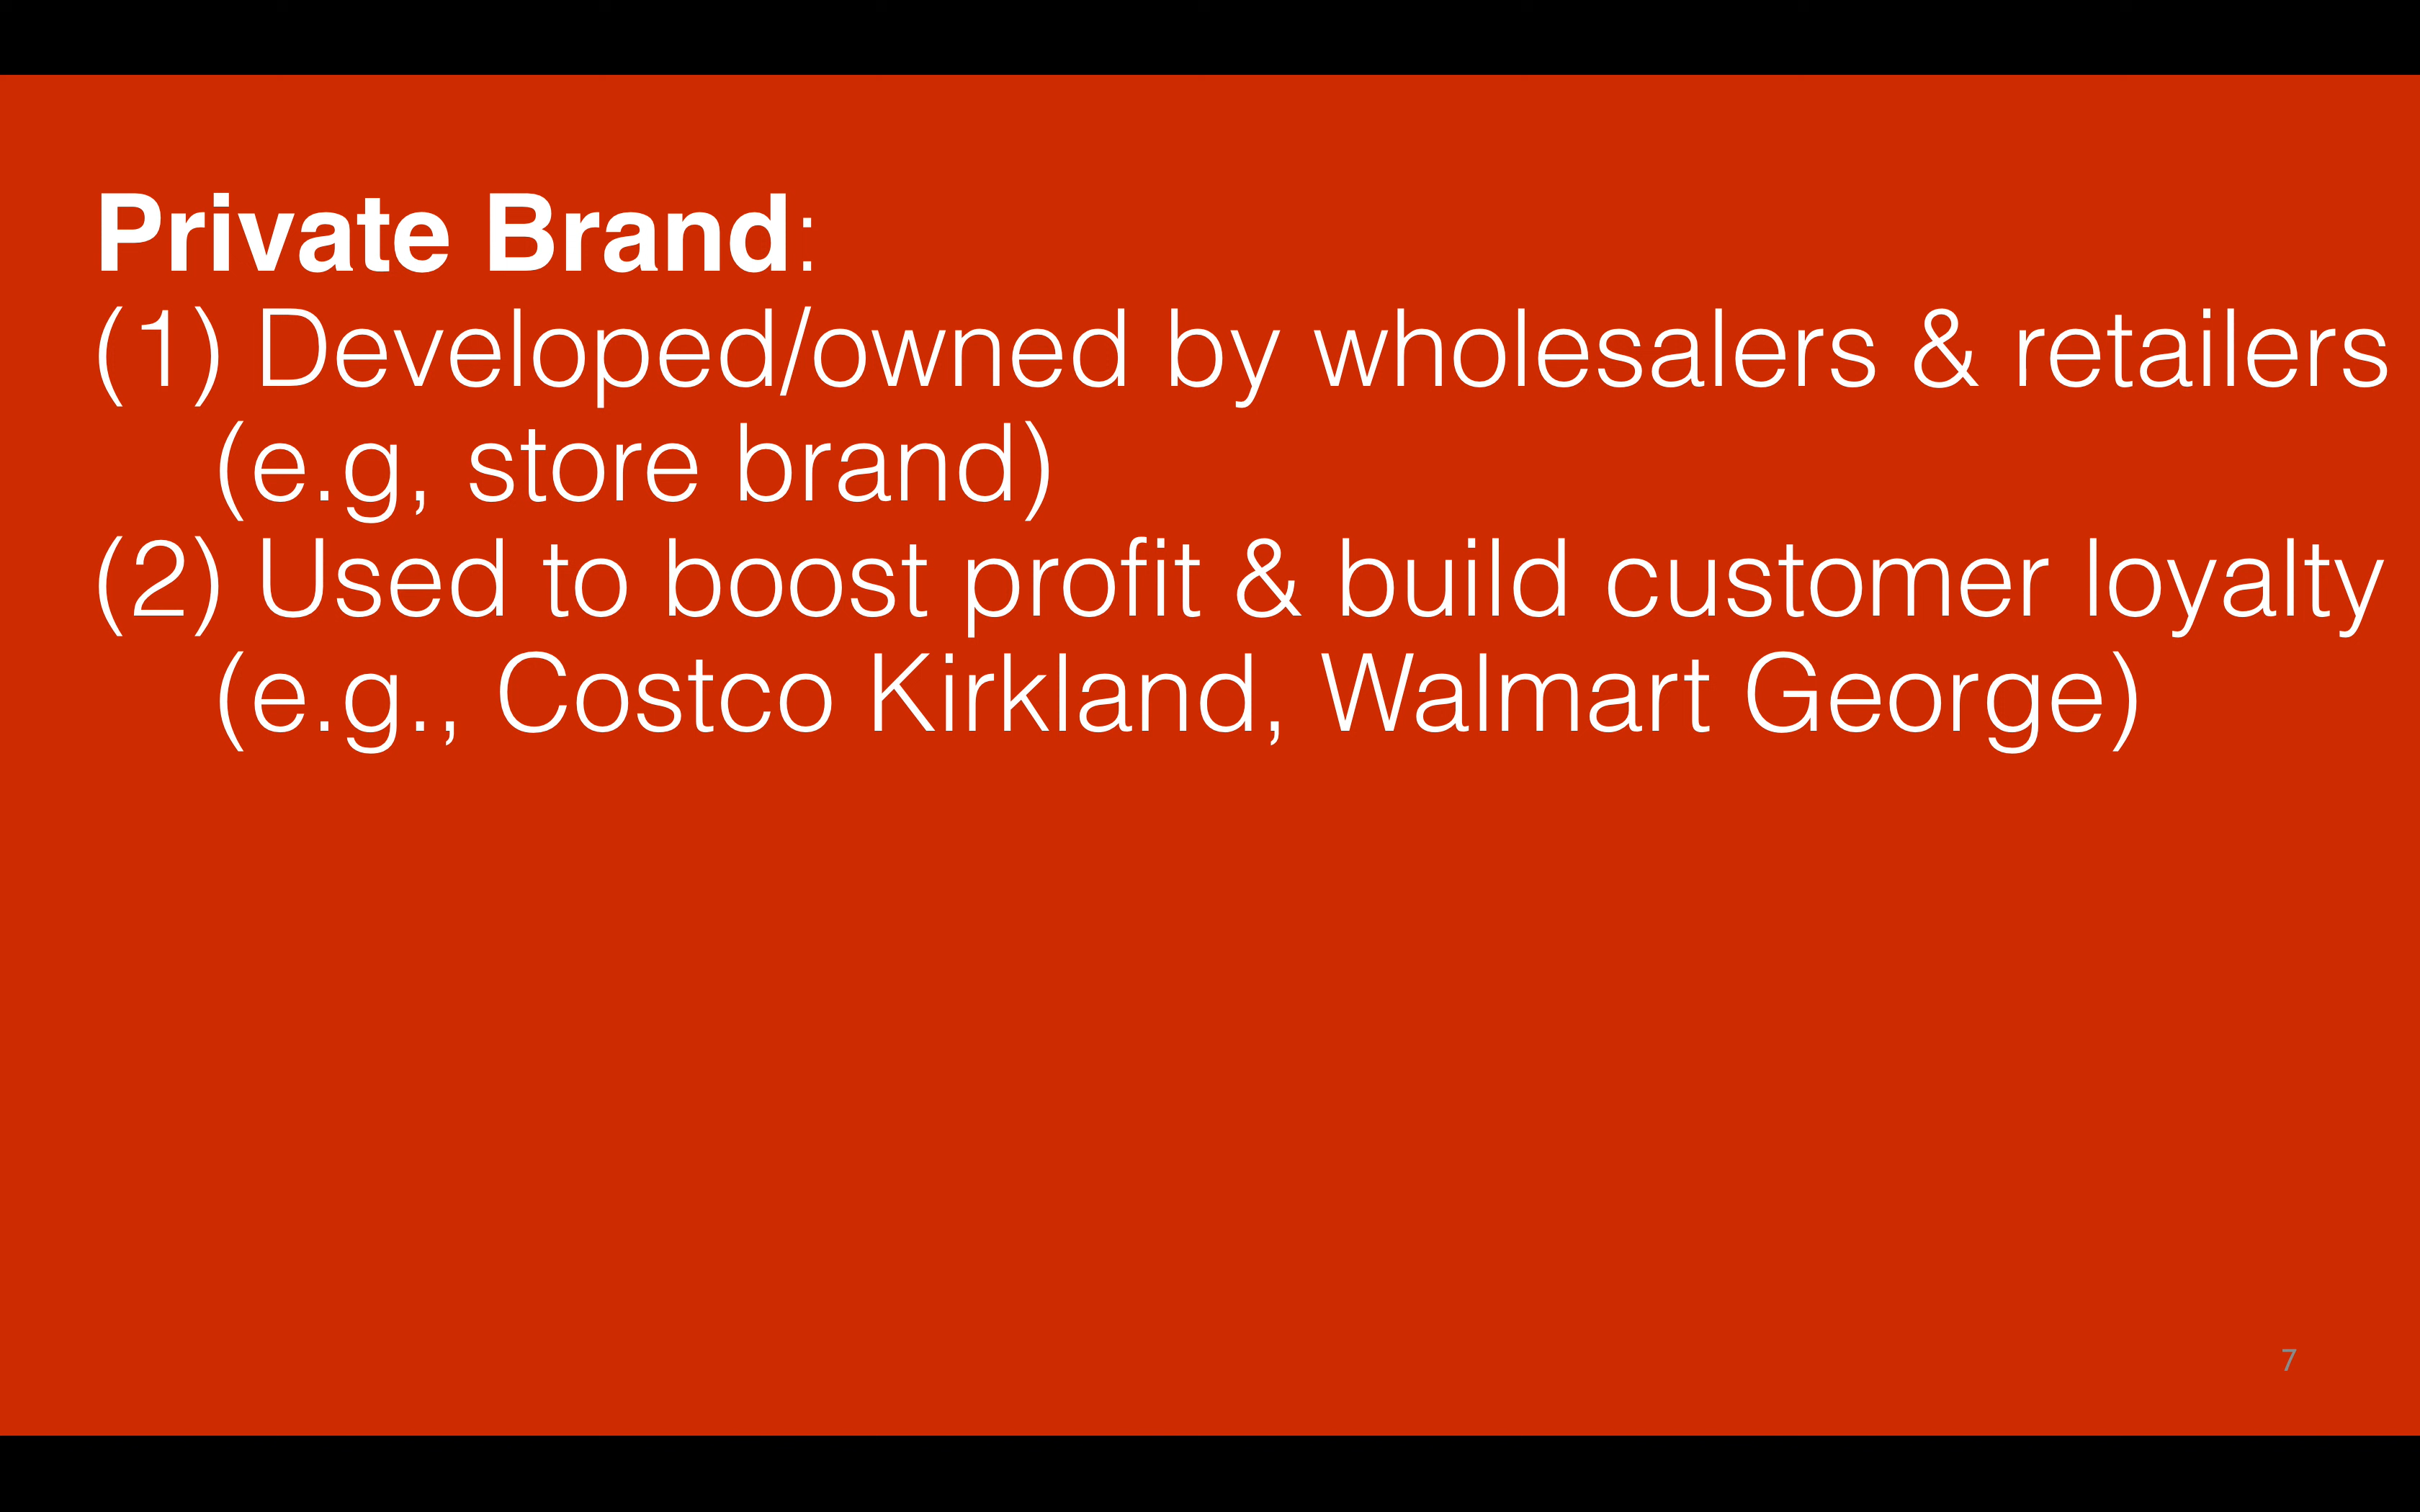 Private Brand:
(1) Developed/owned by wholesalers & retailers
(e.g, store brand)
(2) Used to boost profit & build customer loyalty
(e.g., Costco Kirkland, Walmart George)
7